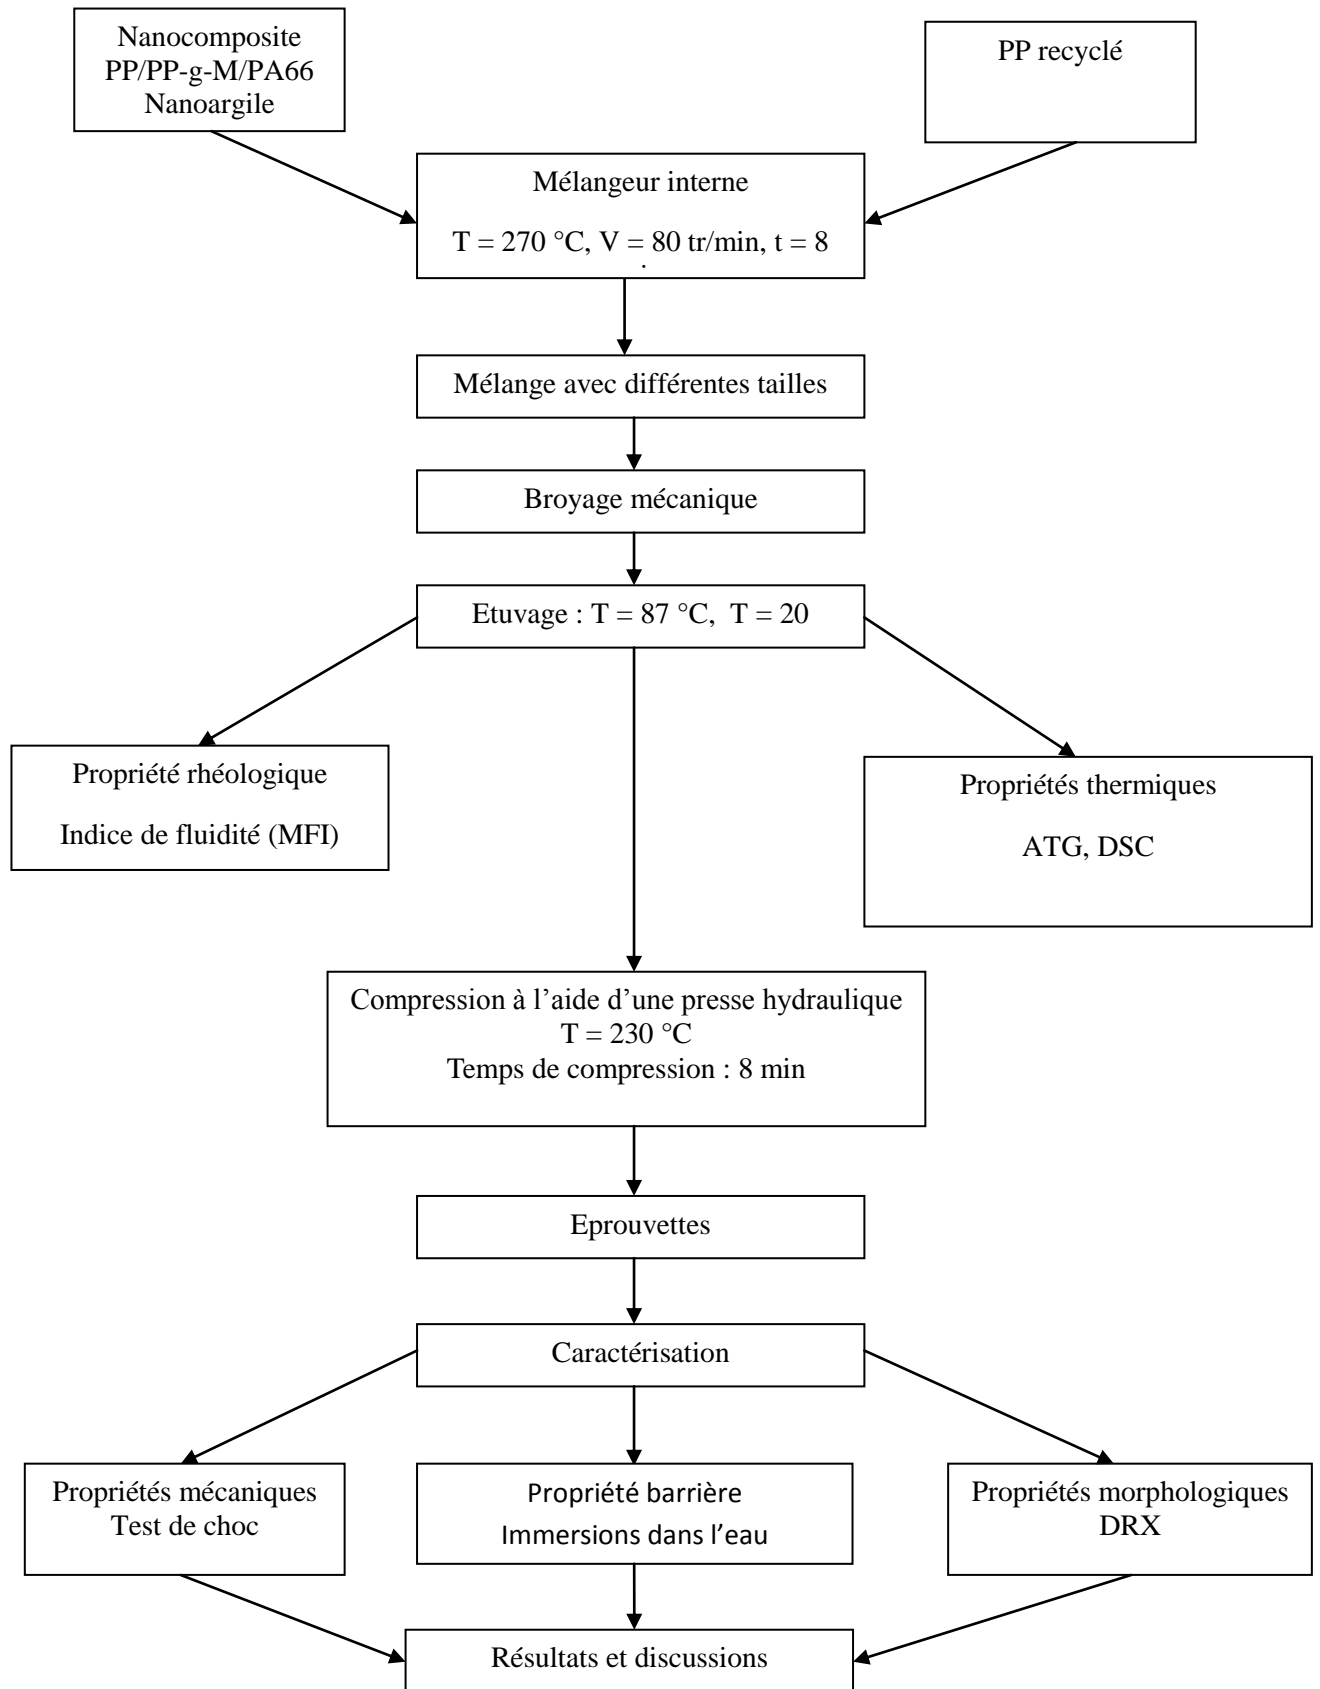 Nanocomposite
PP/PP-g-M/PA66
Nanoargile
PP recyclé
Mélangeur interne
T = 270 °C, V = 80 tr/min, t = 8
Mélange avec différentes tailles
Broyage mécanique
Etuvage : T = 87 °C, T = 20
Propriété rhéologique
Indice de fluidité (MFI)
Propriétés thermiques
ATG, DSC
Compression à l’aide d’une presse hydraulique
T = 230 °C
Temps de compression : 8 min
Eprouvettes
Caractérisation
Propriétés mécaniques
Test de choc
Propriété barrière
Immersions dans l’eau
Propriétés morphologiques
DRX
Résultats et discussions